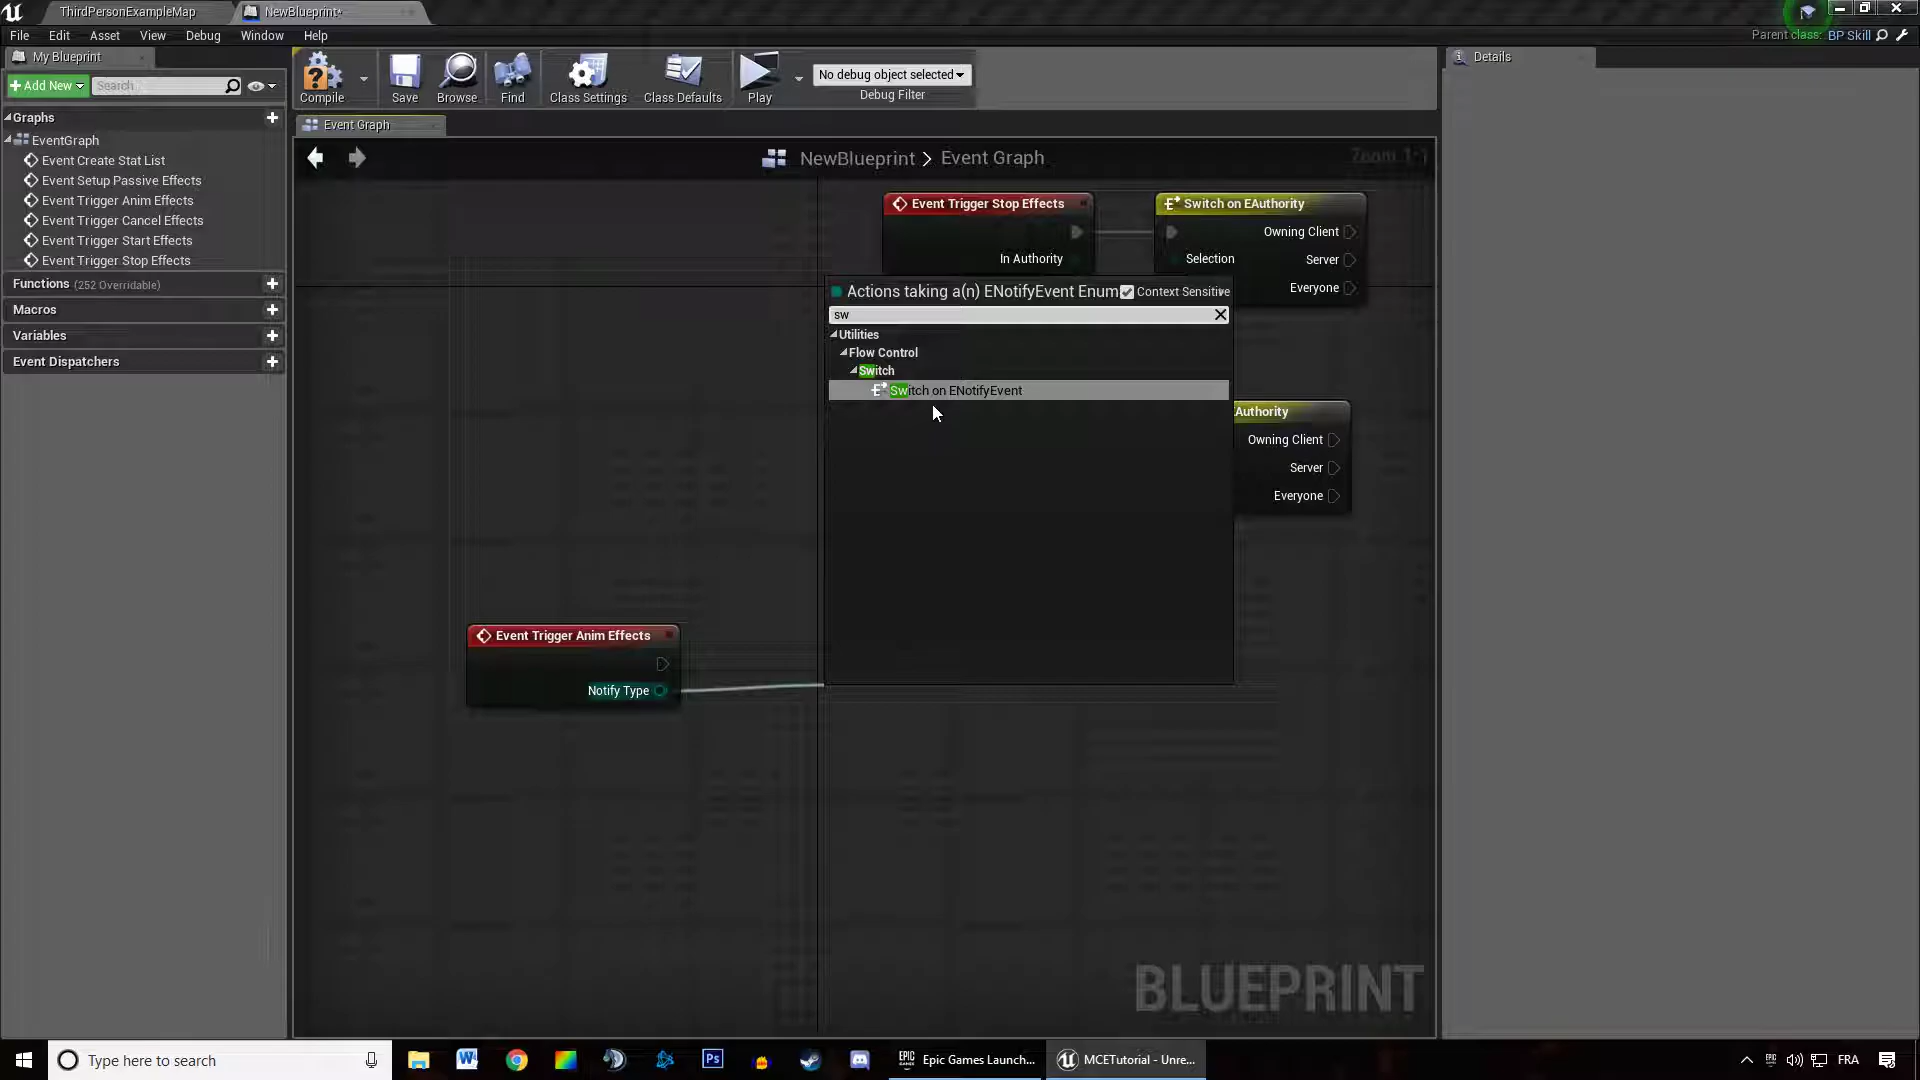 ThirdPersonExampleMap
NewBlueprint*
File Edit Asset View Debug Window Help
Parent class: BP Skill
My Blueprint
Add New
Search
Graphs
EventGraph
Event Create Stat List
Event Setup Passive Effects
Event Trigger Anim Effects
Event Trigger Cancel Effects
Event Trigger Start Effects
Event Trigger Stop Effects
Functions (252 Overridable)
Macros
Variables
Event Dispatchers
Compile
Save
Browse
Find
Class Settings
Class Defaults
Play
No debug object selected
Debug Filter
Event Graph
NewBlueprint > Event Graph
Zoom 1:1
Event Trigger Stop Effects
In Authority
Switch on EAuthority
Owning Client
Selection
Server
Everyone
Actions taking a(n) ENotifyEvent Enum
Context Sensitive
sw
Utilities
Flow Control
Switch
Switch on ENotifyEvent
Authority
Owning Client
Server
Everyone
Event Trigger Anim Effects
Notify Type
BLUEPRINT
Details
Type here to search
Ps
EPIC
Epic Games Launch...
MCETutorial - Unre...
FRA